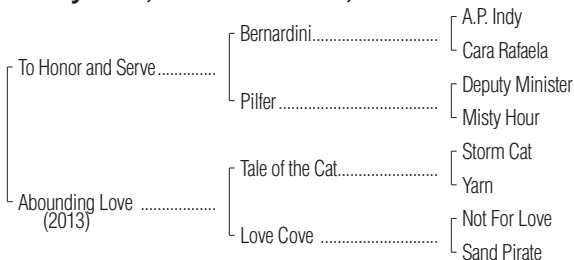 A.P. Indy
Bernardini
Cara Rafaela
To Honor and Serve
Deputy Minister
Pilfer
Misty Hour
Storm Cat
Tale of the Cat
Yarn
Abounding Love
(2013)
Not For Love
Love Cove
Sand Pirate